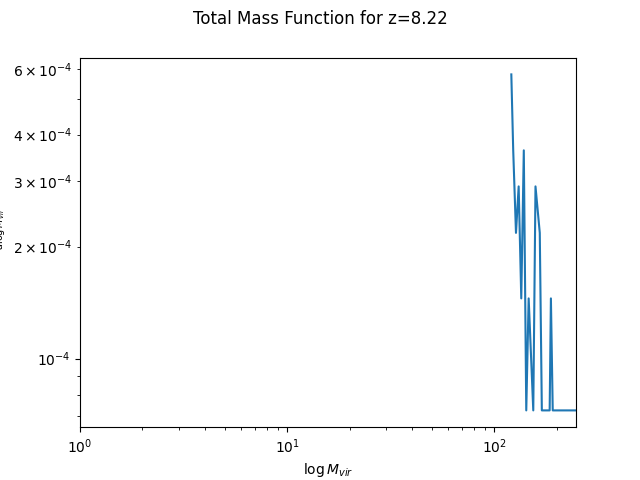 Total Mass Function for z=8.22
6 × 10⁻⁴
4 × 10⁻⁴
3 × 10⁻⁴
2 × 10⁻⁴
10⁻⁴
10⁰ 10¹ 10²
log M_vir